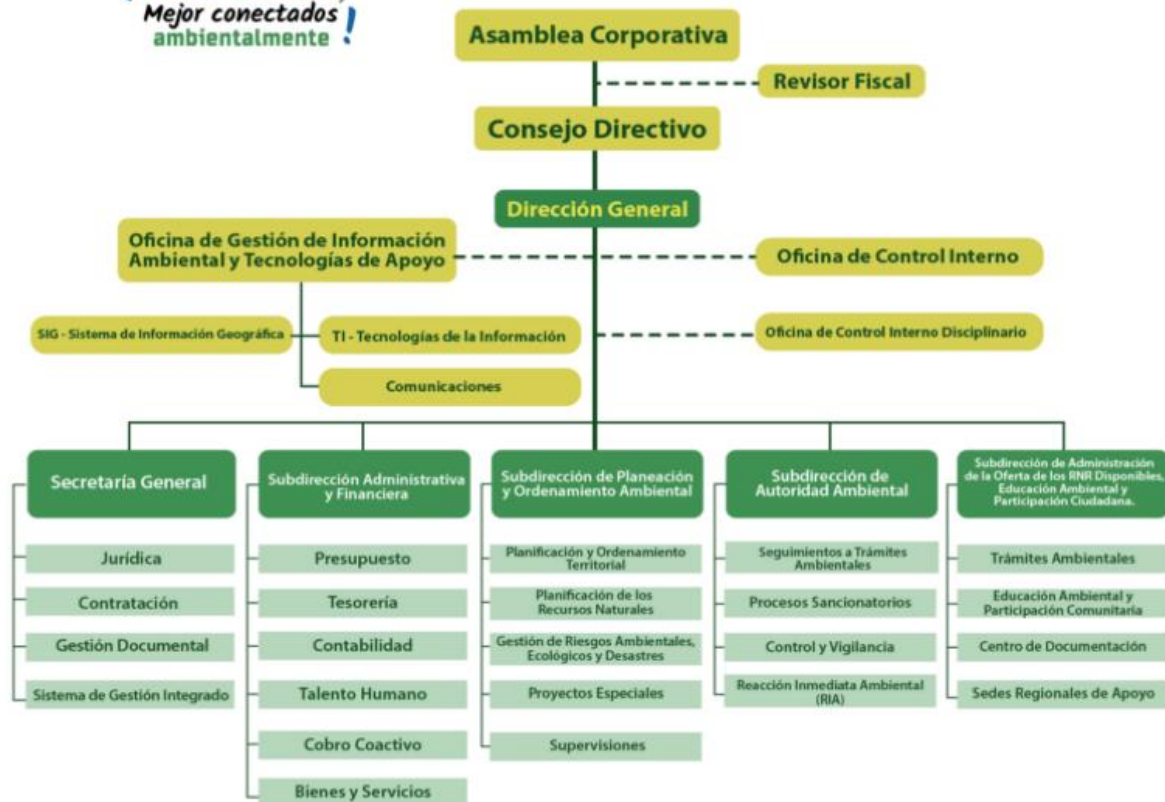 Mejor conectados
ambientalmente !
Asamblea Corporativa
Revisor Fiscal
Consejo Directivo
Dirección General
Oficina de Gestión de Información
Ambiental y Tecnologías de Apoyo
Oficina de Control Interno
SIG - Sistema de Información Geográfica
TI - Tecnologías de la Información
Oficina de Control Interno Disciplinario
Comunicaciones
Secretaría General
Jurídica
Contratación
Gestión Documental
Sistema de Gestión Integrado
Subdirección Administrativa
y Financiera
Presupuesto
Tesorería
Contabilidad
Talento Humano
Cobro Coactivo
Bienes y Servicios
Subdirección de Planeación
y Ordenamiento Ambiental
Planificación y Ordenamiento
Territorial
Planificación de los
Recursos Naturales
Gestión de Riesgos Ambientales,
Ecológicos y Desastres
Proyectos Especiales
Supervisiones
Subdirección de
Autoridad Ambiental
Seguimientos a Trámites
Ambientales
Procesos Sancionatorios
Control y Vigilancia
Reacción Inmediata Ambiental
(RIA)
Subdirección de Administración
de la Oferta de los RNR Disponibles,
Educación Ambiental y
Participación Ciudadana.
Trámites Ambientales
Educación Ambiental y
Participación Comunitaria
Centro de Documentación
Sedes Regionales de Apoyo